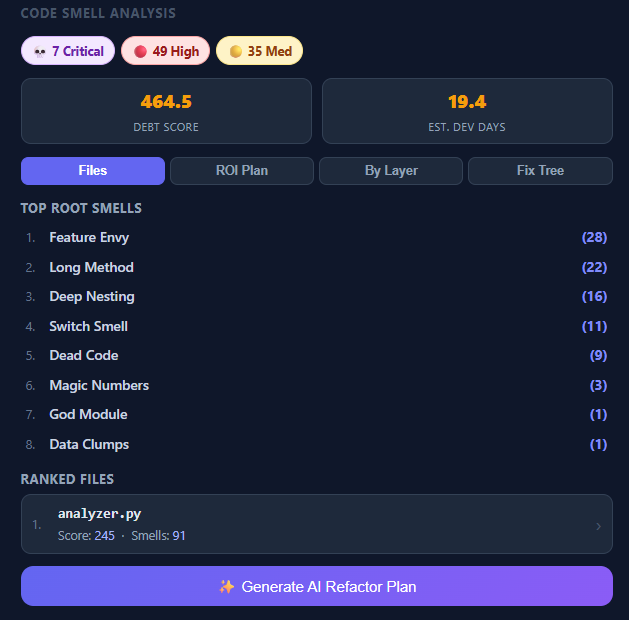 CODE SMELL ANALYSIS
💀 7 Critical 🔴 49 High 🟡 35 Med
464.5 19.4
DEBT SCORE EST. DEV DAYS
Files ROI Plan By Layer Fix Tree
TOP ROOT SMELLS
1. Feature Envy (28)
2. Long Method (22)
3. Deep Nesting (16)
4. Switch Smell (11)
5. Dead Code (9)
6. Magic Numbers (3)
7. God Module (1)
8. Data Clumps (1)
RANKED FILES
1. analyzer.py
Score: 245 · Smells: 91 ›
✨ Generate AI Refactor Plan